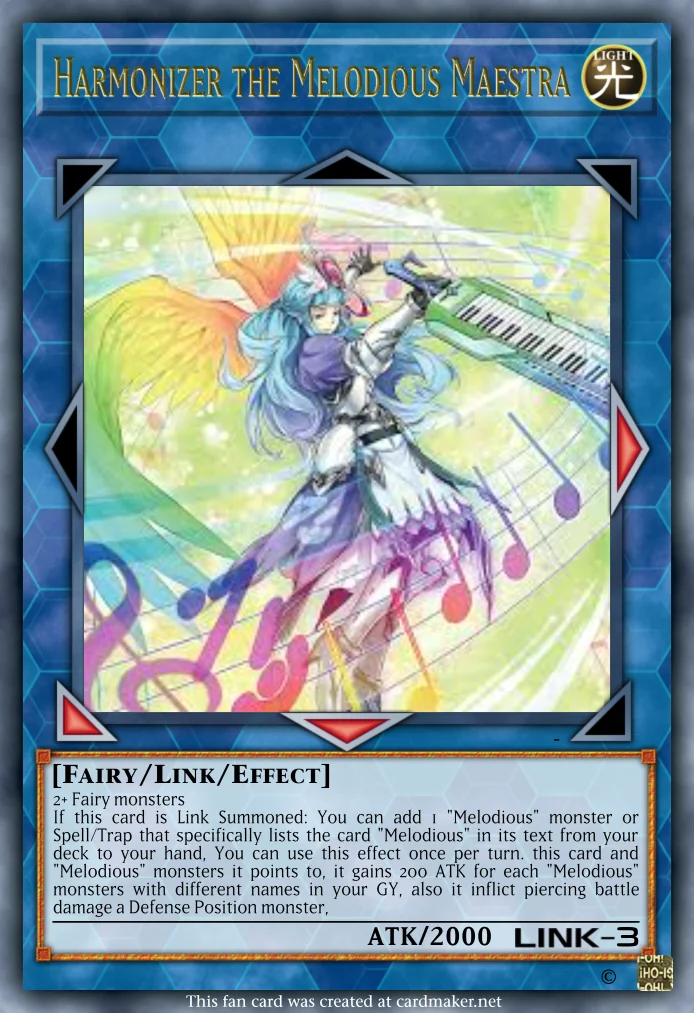 Harmonizer the Melodious Maestra
LIGHT
光
-
[Fairy/Link/Effect]
2+ Fairy monsters
If this card is Link Summoned: You can add 1 "Melodious" monster or
Spell/Trap that specifically lists the card "Melodious" in its text from your
deck to your hand, You can use this effect once per turn. this card and
"Melodious" monsters it points to, it gains 200 ATK for each "Melodious"
monsters with different names in your GY, also it inflict piercing battle
damage a Defense Position monster,
ATK/2000 LINK-3
©
This fan card was created at cardmaker.net